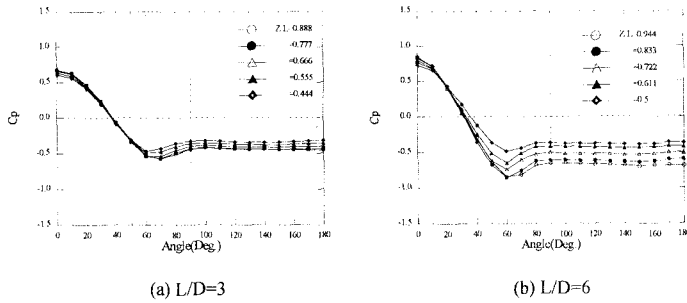 1.5
1.0
0.5
0.0
-0.5
-1.0
-1.5
Cp
0 20 40 60 80 100 120 140 160 180
Angle(Deg.)
Z/L 0.888
=0.777
=0.666
=0.555
=0.444
(a) L/D=3
1.5
1.0
0.5
0.0
-0.5
-1.0
-1.5
Cp
0 20 40 60 80 100 120 140 160 180
Angle(Deg.)
Z/L 0.944
=0.833
=0.722
=0.611
=0.5
(b) L/D=6